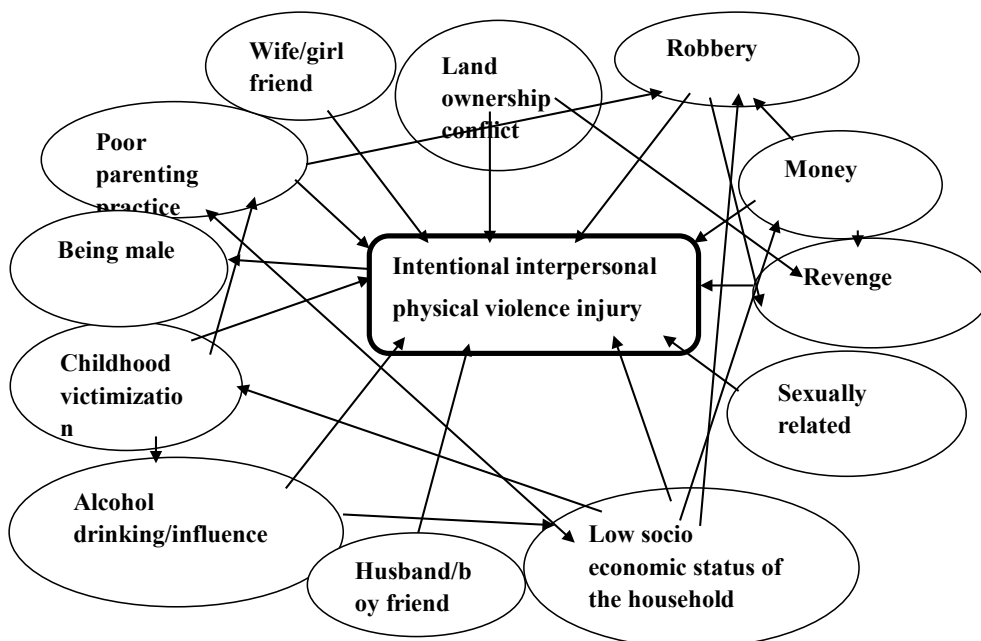 Wife/girl
friend
Land
ownership
conflict
Robbery
Poor
parenting
practice
Money
Being male
Intentional interpersonal
physical violence injury
Revenge
Childhood
victimizatio
n
Sexually
related
Alcohol
drinking/influence
Husband/b
oy friend
Low socio
economic status of
the household